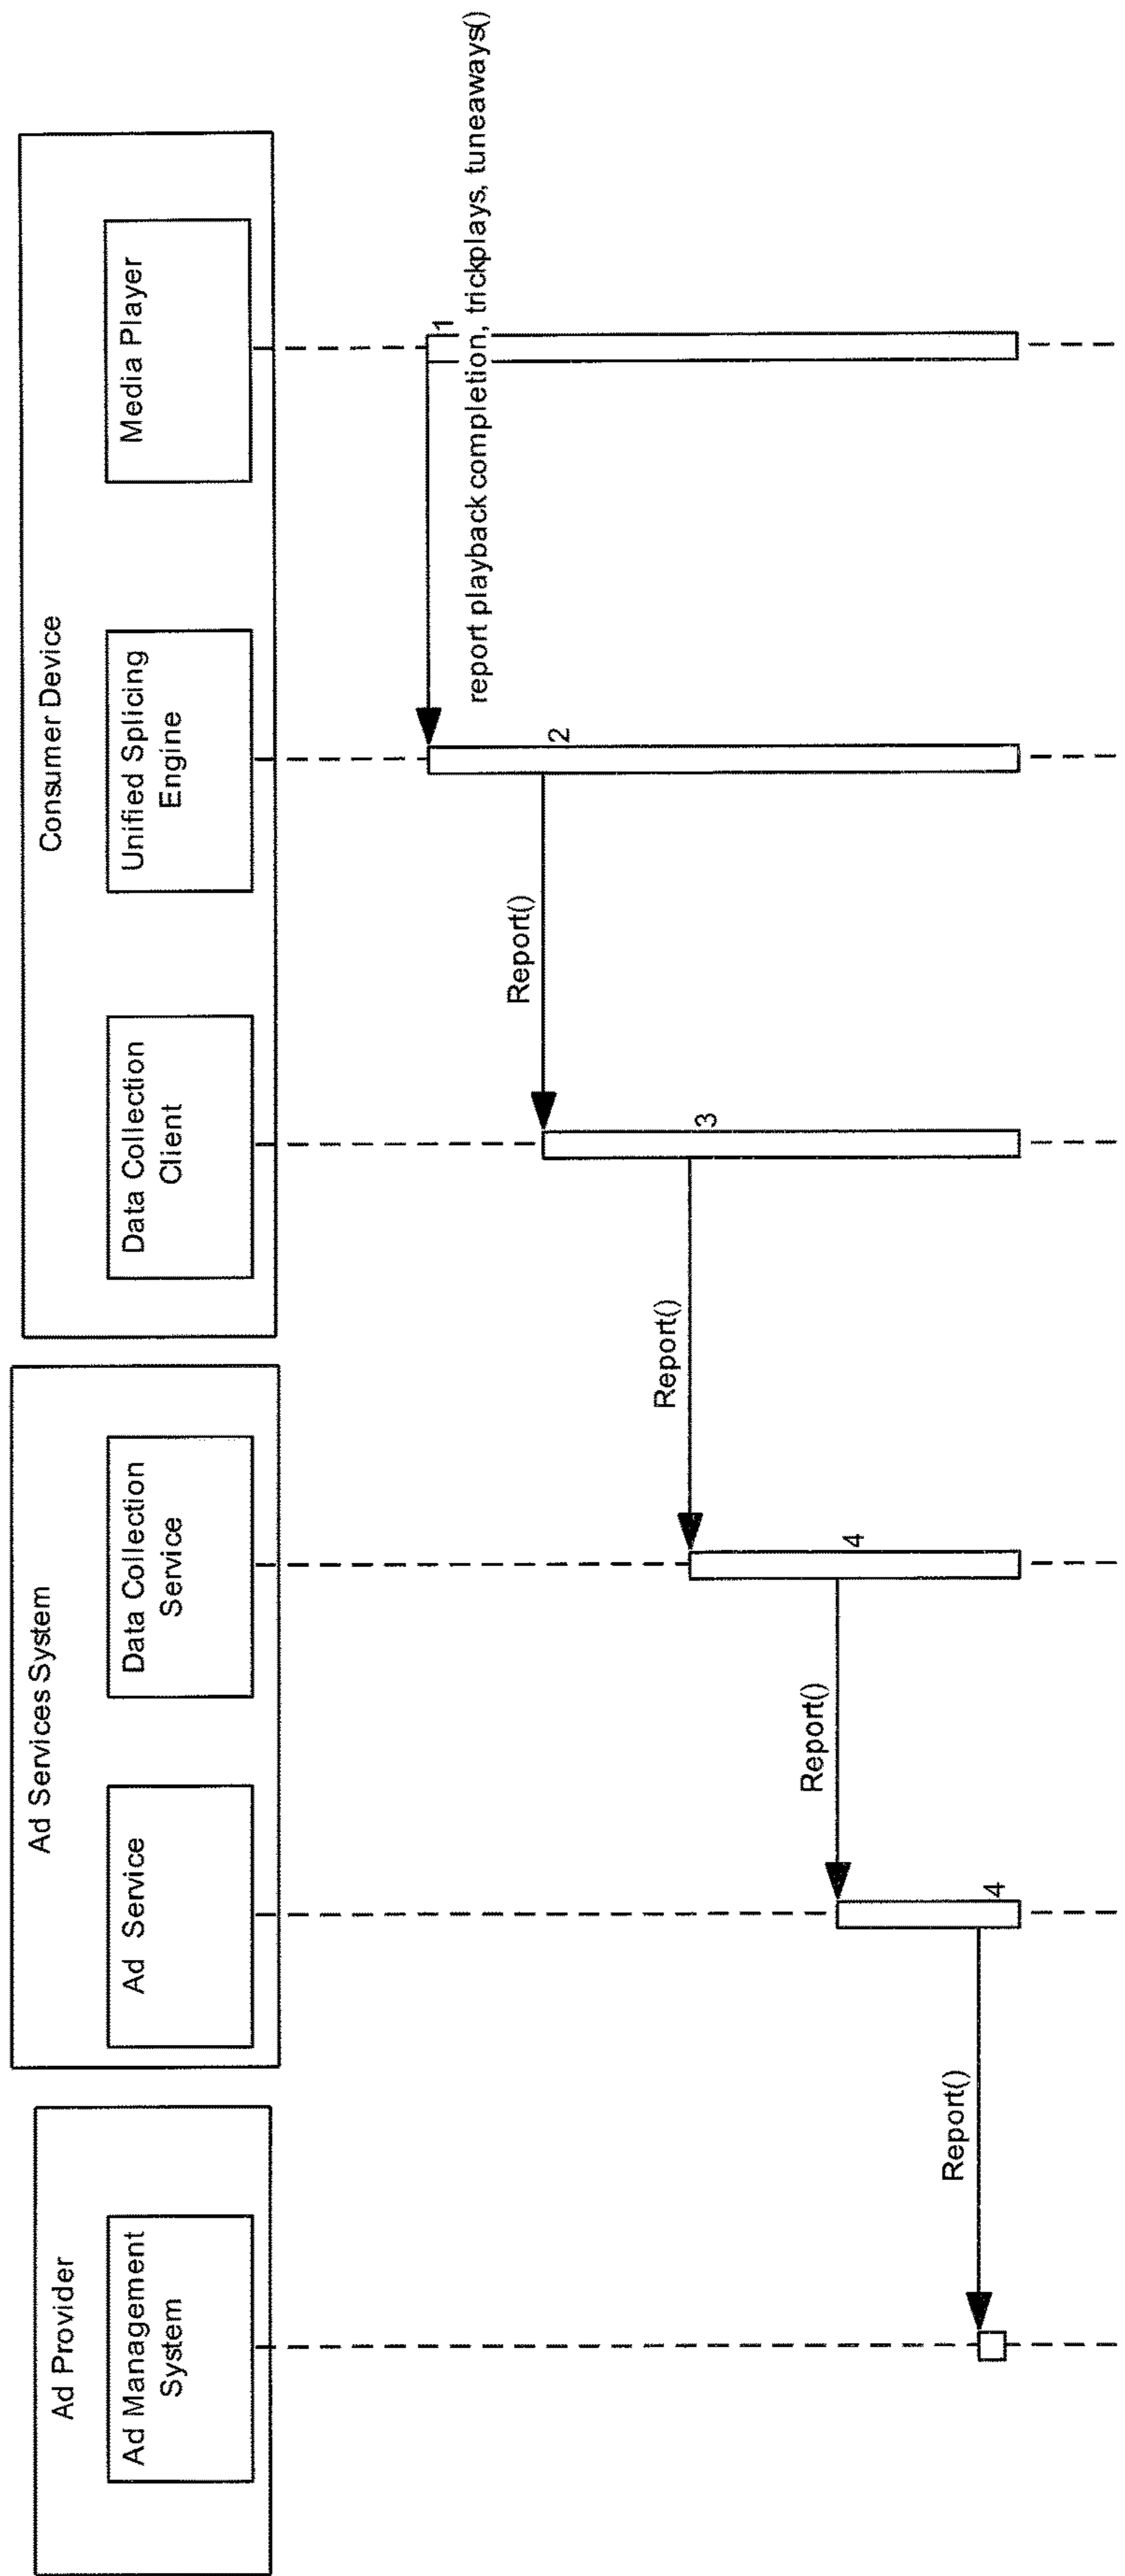 Ad Provider
Ad Services System
Consumer Device
Ad Management
System
Ad Service
Data Collection
Service
Data Collection
Client
Unified Splicing
Engine
Media Player
1
report playback completion, trickplays, tuneaways()
2
Report()
3
Report()
4
Report()
4
Report()